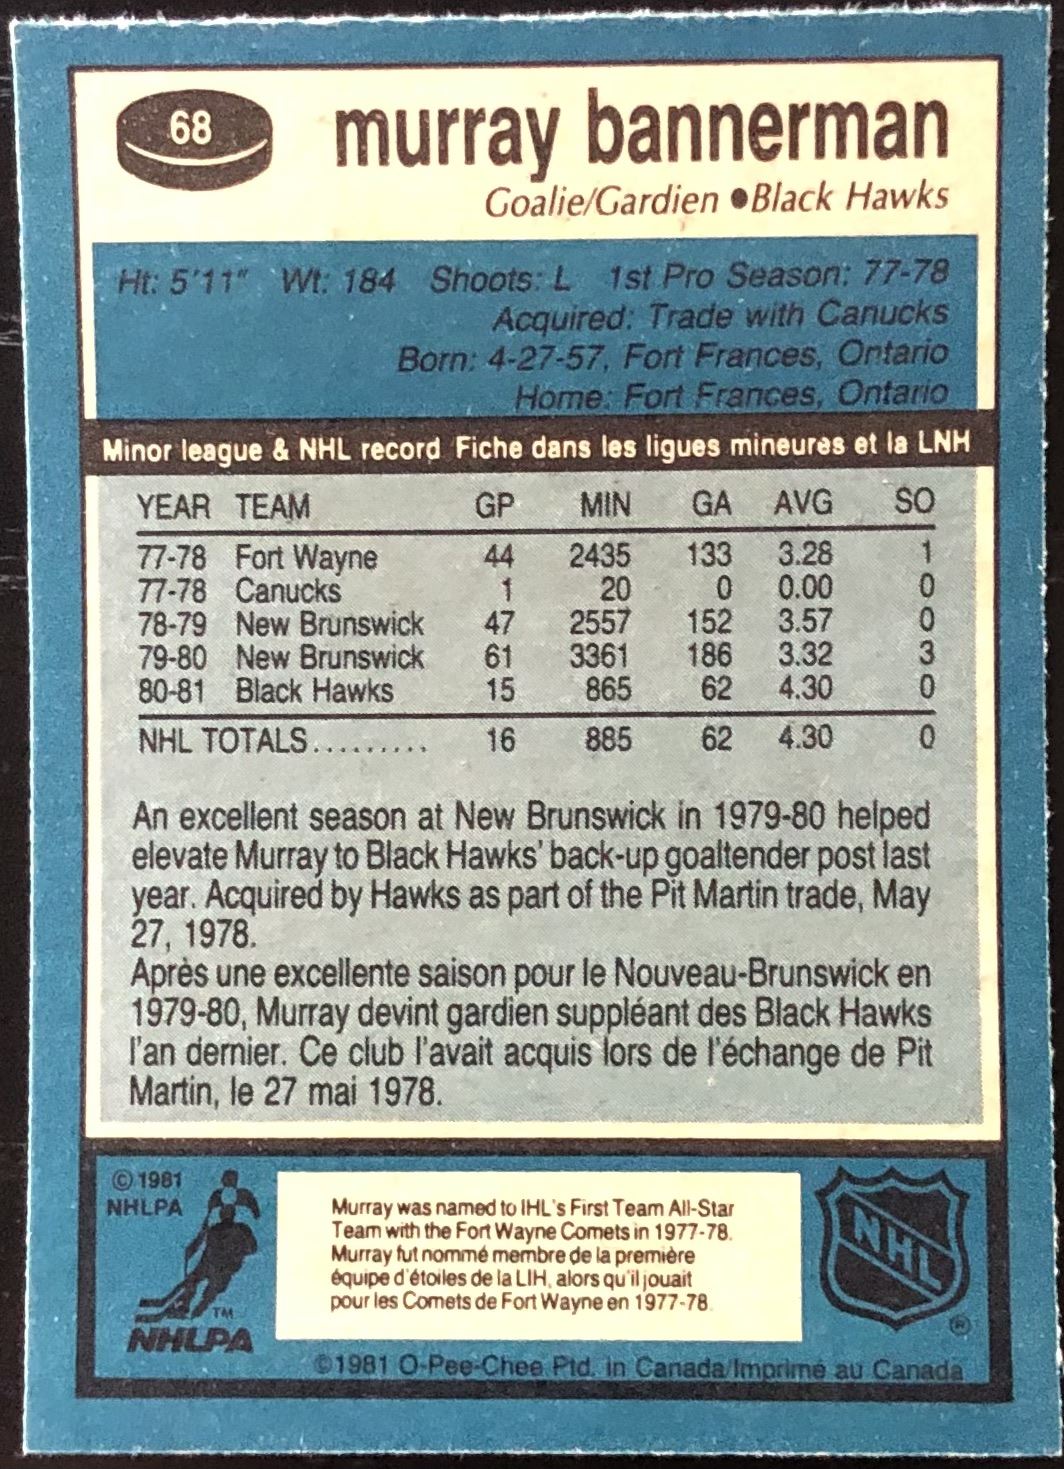 68
murray bannerman
Goalie/Gardien ●Black Hawks
Ht: 5'11" Wt: 184 Shoots: L 1st Pro Season: 77-78
Acquired: Trade with Canucks
Born: 4-27-57, Fort Frances, Ontario
Home: Fort Frances, Ontario
Minor league & NHL record Fiche dans les ligues mineures et la LNH
YEAR TEAM GP MIN GA AVG SO
77-78 Fort Wayne 44 2435 133 3.28 1
77-78 Canucks 1 20 0 0.00 0
78-79 New Brunswick 47 2557 152 3.57 0
79-80 New Brunswick 61 3361 186 3.32 3
80-81 Black Hawks 15 865 62 4.30 0
NHL TOTALS......... 16 885 62 4.30 0
An excellent season at New Brunswick in 1979-80 helped
elevate Murray to Black Hawks' back-up goaltender post last
year. Acquired by Hawks as part of the Pit Martin trade, May
27, 1978.
Après une excellente saison pour le Nouveau-Brunswick en
1979-80, Murray devint gardien suppléant des Black Hawks
l'an dernier. Ce club l'avait acquis lors de l'échange de Pit
Martin, le 27 mai 1978.
© 1981
NHLPA
TM
NHLPA
Murray was named to IHL's First Team All-Star
Team with the Fort Wayne Comets in 1977-78.
Murray fut nommé membre de la première
équipe d'étoiles de la LIH, alors qu'il jouait
pour les Comets de Fort Wayne en 1977-78.
NHL
®
©1981 O-Pee-Chee Ptd. in Canada/Imprimé au Canada